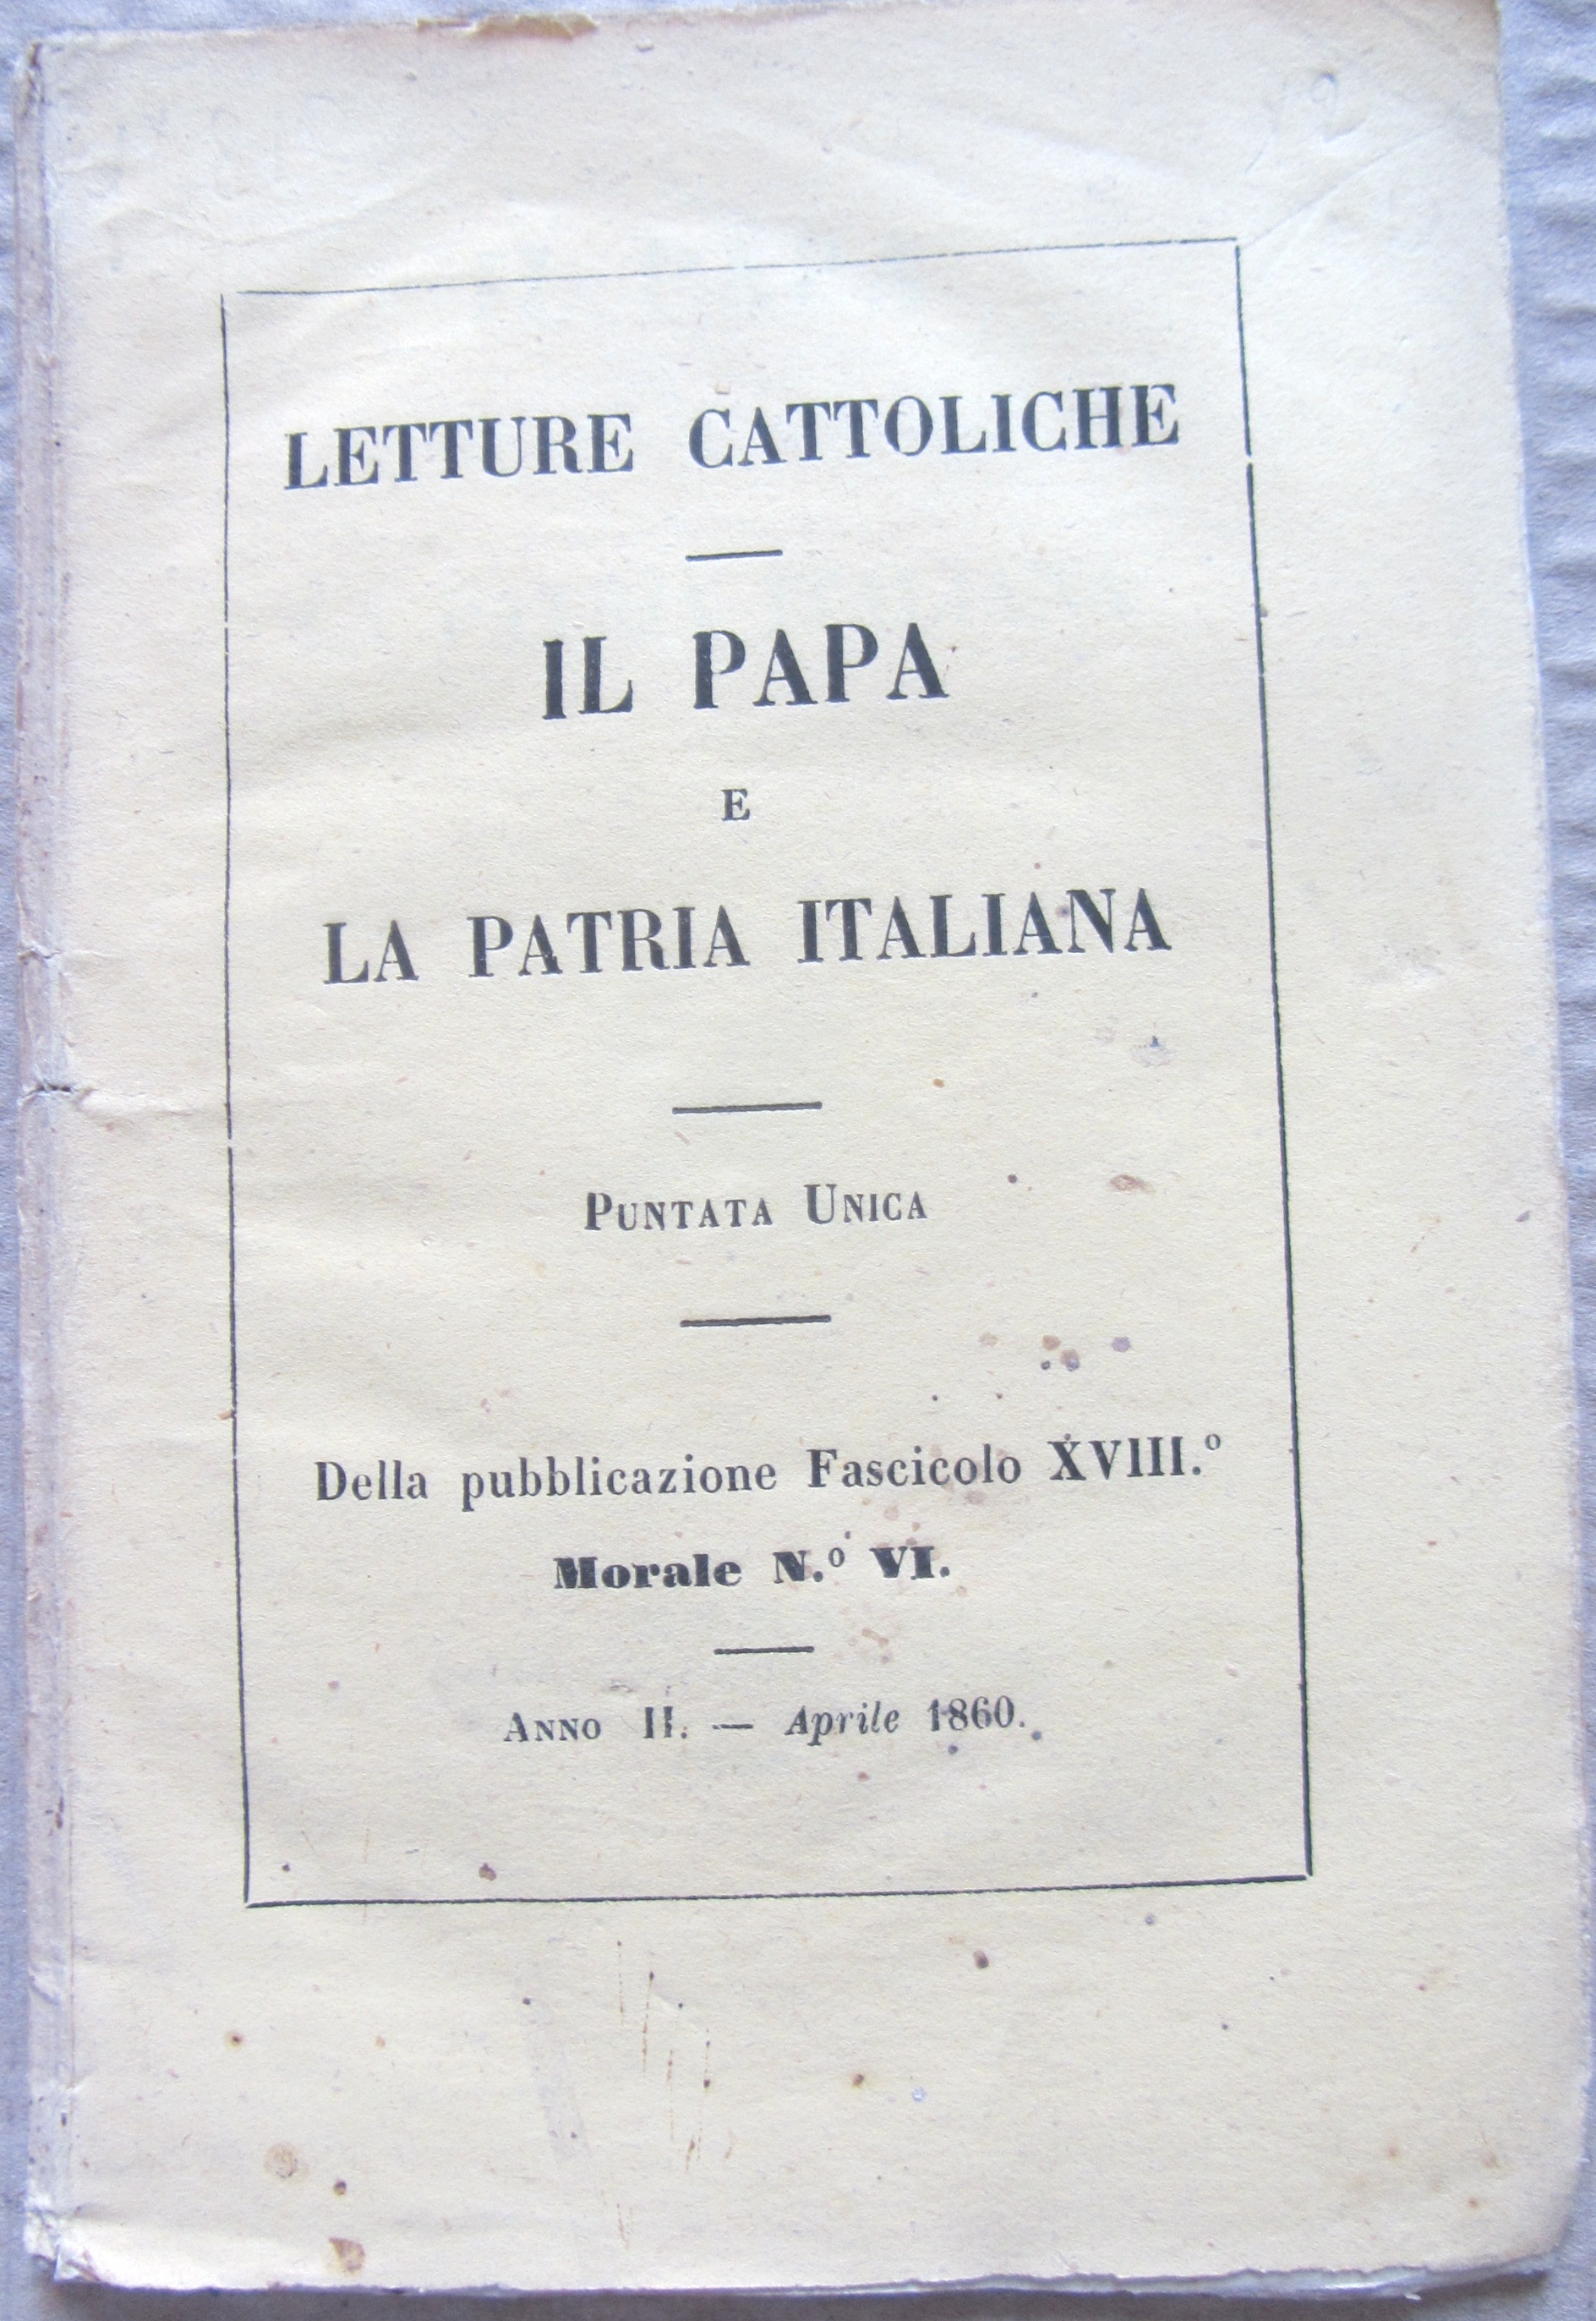 LETTURE CATTOLICHE
IL PAPA
E
LA PATRIA ITALIANA
PUNTATA UNICA
Della pubblicazione Fascicolo XVIII.º
Morale N.º VI.
ANNO II. — Aprile 1860.